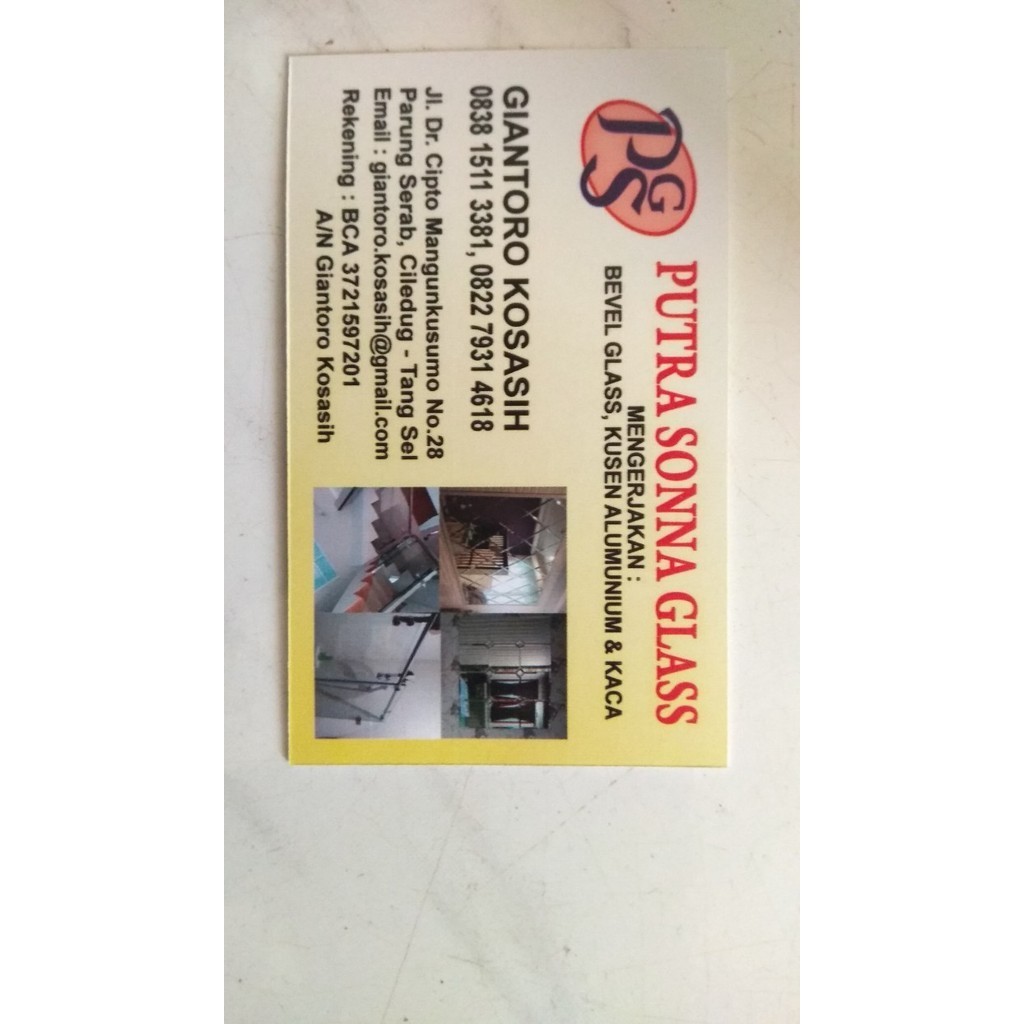 PSG
PUTRA SONNA GLASS
MENGERJAKAN :
BEVEL GLASS, KUSEN ALUMUNIUM & KACA
GIANTORO KOSASIH
0838 1511 3381, 0822 7931 4618
Jl. Dr. Cipto Mangunkusumo No.28
Parung Serab, Ciledug - Tang Sel
Email : giantoro.kosasih@gmail.com
Rekening : BCA 3721597201
A/N Giantoro Kosasih